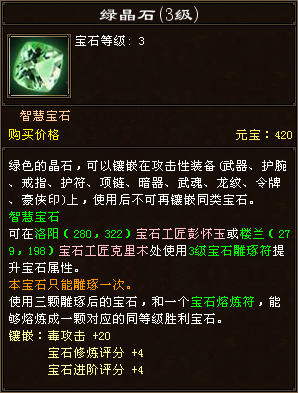 绿晶石(3级)
宝石等级: 3
智慧宝石
购买价格 元宝: 420
绿色的晶石，可以镶嵌在攻击性装备(武器、护腕
、戒指、护符、项链、暗器、武魂、龙纹、令牌
、豪侠印)上，使用后不可再镶嵌同类宝石。
智慧宝石
可在洛阳（260，322）宝石工匠彭怀玉或楼兰（27
9，198）宝石工匠克里木处使用3级宝石雕琢符提
升宝石属性。
本宝石只能雕琢一次。
使用三颗雕琢后的宝石，和一个宝石熔炼符，能
够熔炼成一颗对应的同等级胜利宝石。
镶嵌: 毒攻击 +20
宝石修炼评分 +4
宝石进阶评分 +4